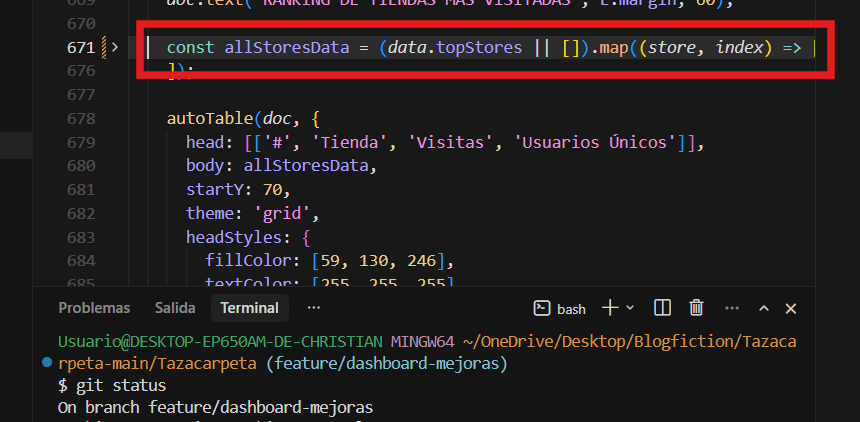 669 doc.text('RANKING DE TIENDAS MÁS VISITADAS', E.margin, 60);
670
671 const allStoresData = (data.topStores || []).map((store, index) => [
676 ]);
677
678 autoTable(doc, {
679 head: [['#', 'Tienda', 'Visitas', 'Usuarios Únicos']],
680 body: allStoresData,
681 startY: 70,
682 theme: 'grid',
683 headStyles: {
684 fillColor: [59, 130, 246],
685 textColor: [255, 255, 255]
Problemas Salida Terminal ··· bash
Usuario@DESKTOP-EP650AM-DE-CHRISTIAN MINGW64 ~/OneDrive/Desktop/Blogfiction/Tazaca
rpeta-main/Tazacarpeta (feature/dashboard-mejoras)
$ git status
On branch feature/dashboard-mejoras